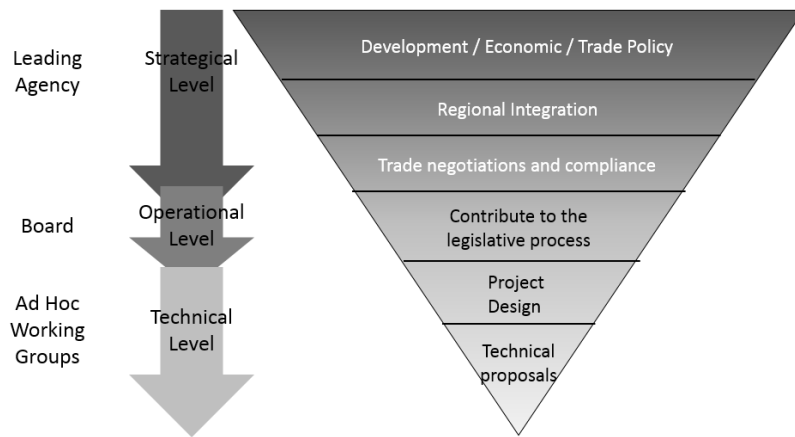 Leading
Agency
Strategical
Level
Development / Economic / Trade Policy
Regional Integration
Trade negotiations and compliance
Board
Operational
Level
Contribute to the
legislative process
Ad Hoc
Working
Groups
Technical
Level
Project
Design
Technical
proposals